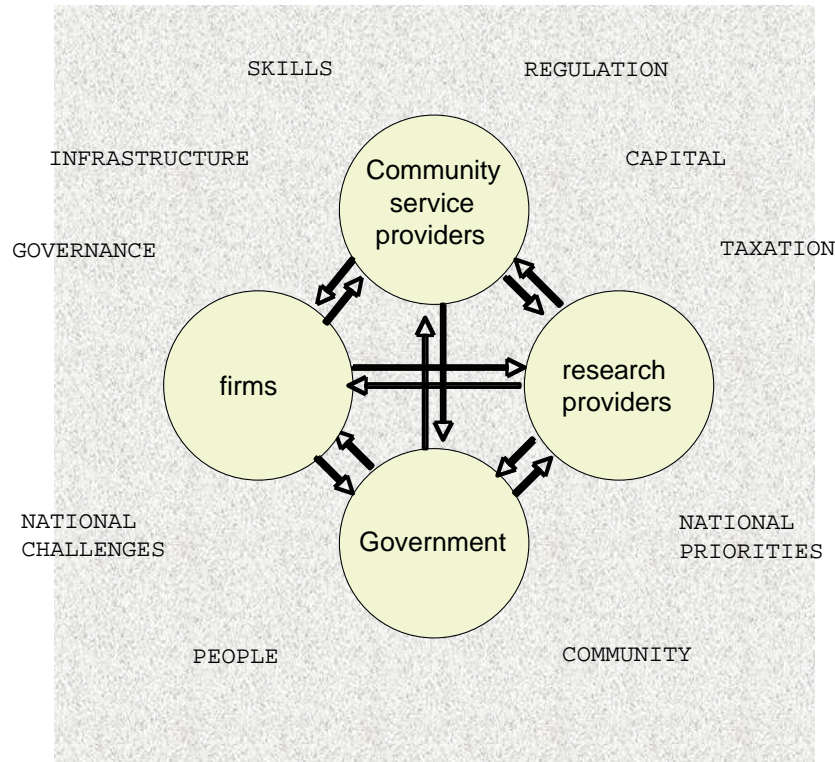 SKILLS
REGULATION
INFRASTRUCTURE
CAPITAL
Community
service
providers
GOVERNANCE
TAXATION
firms
research
providers
NATIONAL
CHALLENGES
NATIONAL
PRIORITIES
Government
PEOPLE
COMMUNITY